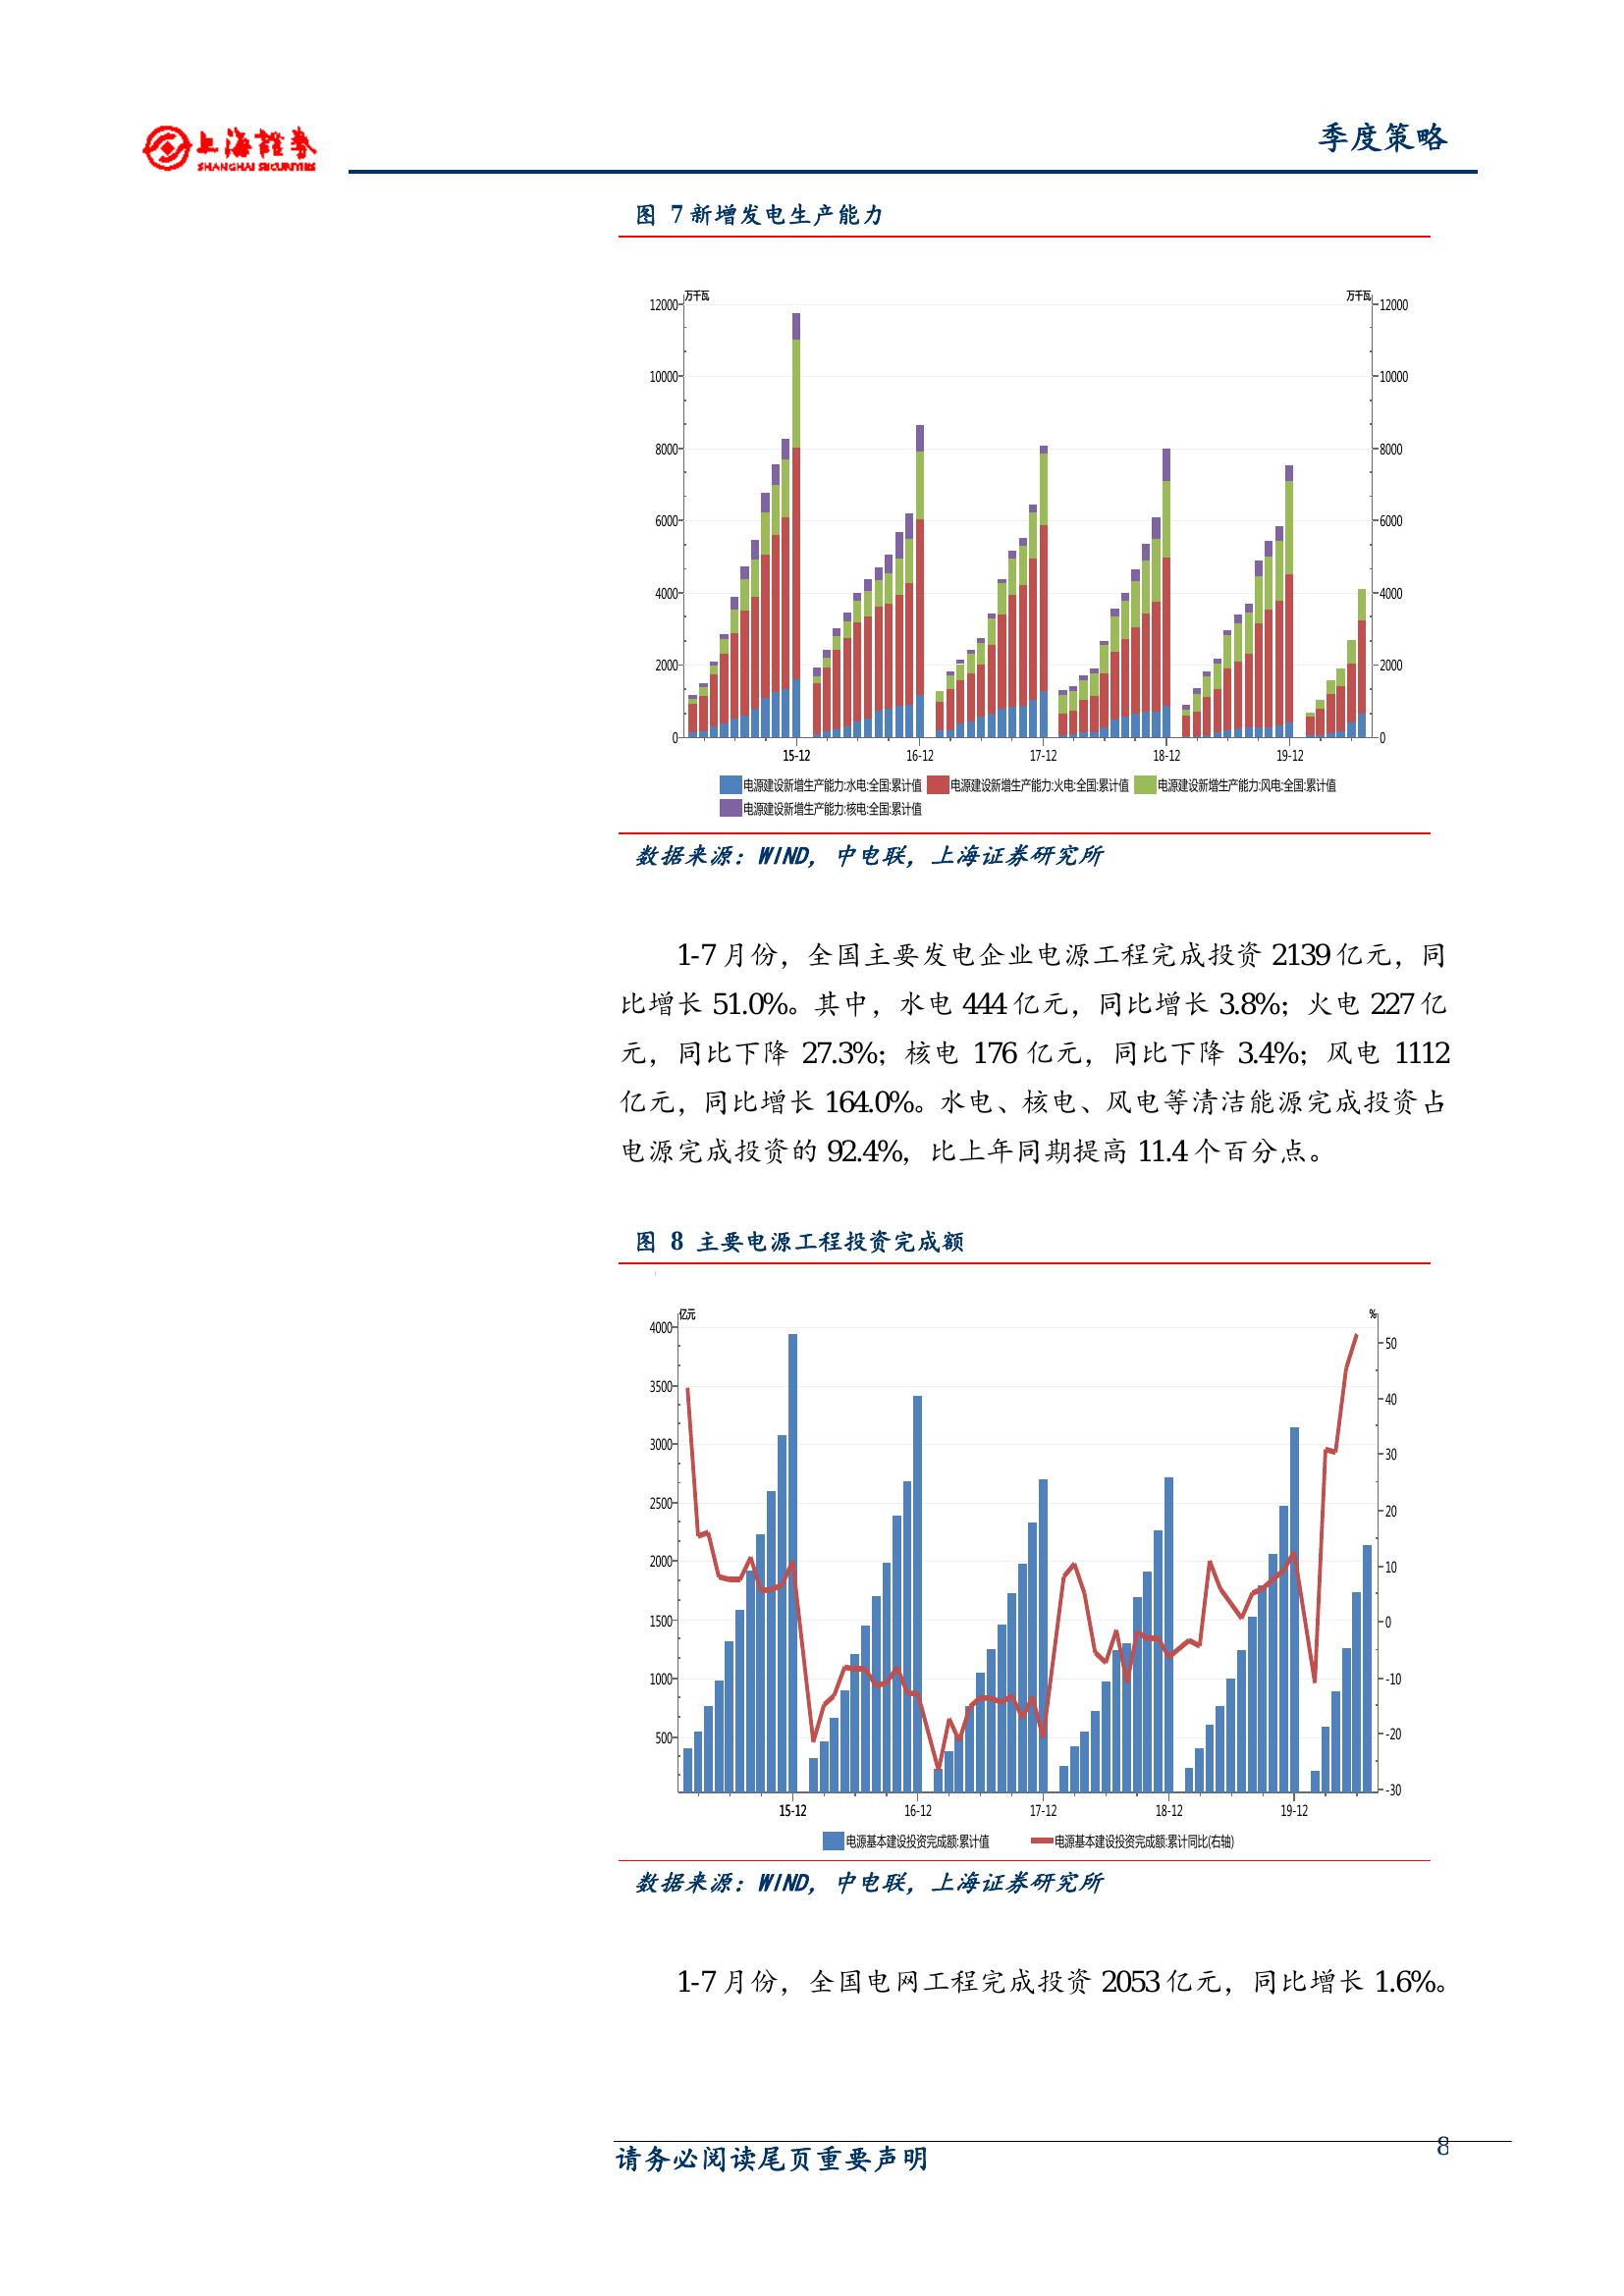 上海證券
SHANGHAI SECURITIES
季度策略
图 7 新增发电生产能力
万千瓦 万千瓦
12000 12000
10000 10000
8000 8000
6000 6000
4000 4000
2000 2000
0 0
15-12 16-12 17-12 18-12 19-12
电源建设新增生产能力:水电:全国:累计值 电源建设新增生产能力:火电:全国:累计值 电源建设新增生产能力:风电:全国:累计值
电源建设新增生产能力:核电:全国:累计值
数据来源：WIND，中电联，上海证券研究所
1-7 月份，全国主要发电企业电源工程完成投资 2139 亿元，同
比增长 51.0%。其中，水电 444 亿元，同比增长 3.8%；火电 227 亿
元，同比下降 27.3%；核电 176 亿元，同比下降 3.4%；风电 1112
亿元，同比增长 164.0%。水电、核电、风电等清洁能源完成投资占
电源完成投资的 92.4%，比上年同期提高 11.4 个百分点。
图 8 主要电源工程投资完成额
亿元 %
4000 50
3500 40
3000 30
2500 20
2000 10
1500 0
1000 -10
500 -20
-30
15-12 16-12 17-12 18-12 19-12
电源基本建设投资完成额:累计值 电源基本建设投资完成额:累计同比(右轴)
数据来源：WIND，中电联，上海证券研究所
1-7 月份，全国电网工程完成投资 2053 亿元，同比增长 1.6%。
请务必阅读尾页重要声明 8